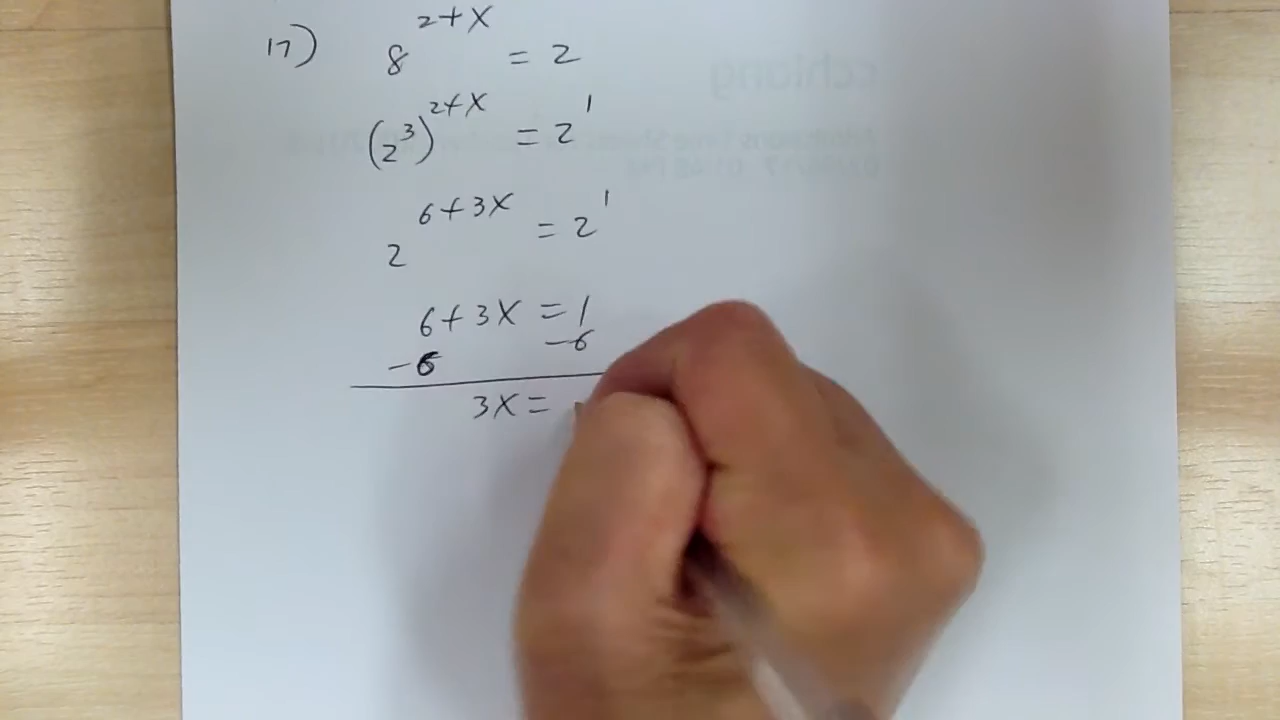 17) 8^{2+x} = 2
(2^3)^{2+x} = 2^1
2^{6+3x} = 2^1
6+3x = 1
-6 -6
3x =